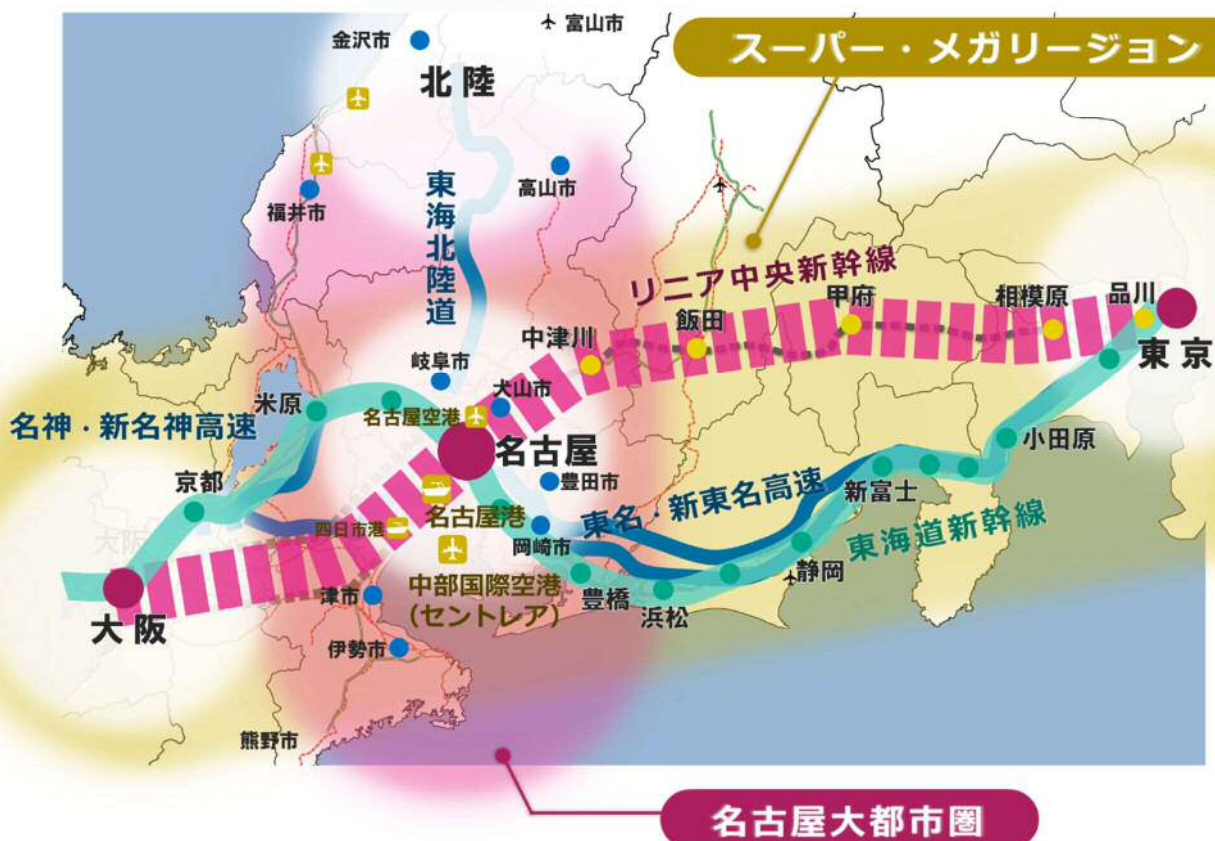 富山市
金沢市
スーパー・メガリージョン
北陸
高山市
福井市
東海北陸道
リニア中央新幹線
甲府
相模原
品川
飯田
中津川
東京
岐阜市
犬山市
米原
名古屋空港
名神・新名神高速
小田原
名古屋
京都
豊田市
新富士
東名・新東名高速
四日市港
名古屋港
東海道新幹線
大阪
岡崎市
静岡
中部国際空港
(セントレア)
豊橋
津市
浜松
大阪
伊勢市
熊野市
名古屋大都市圏